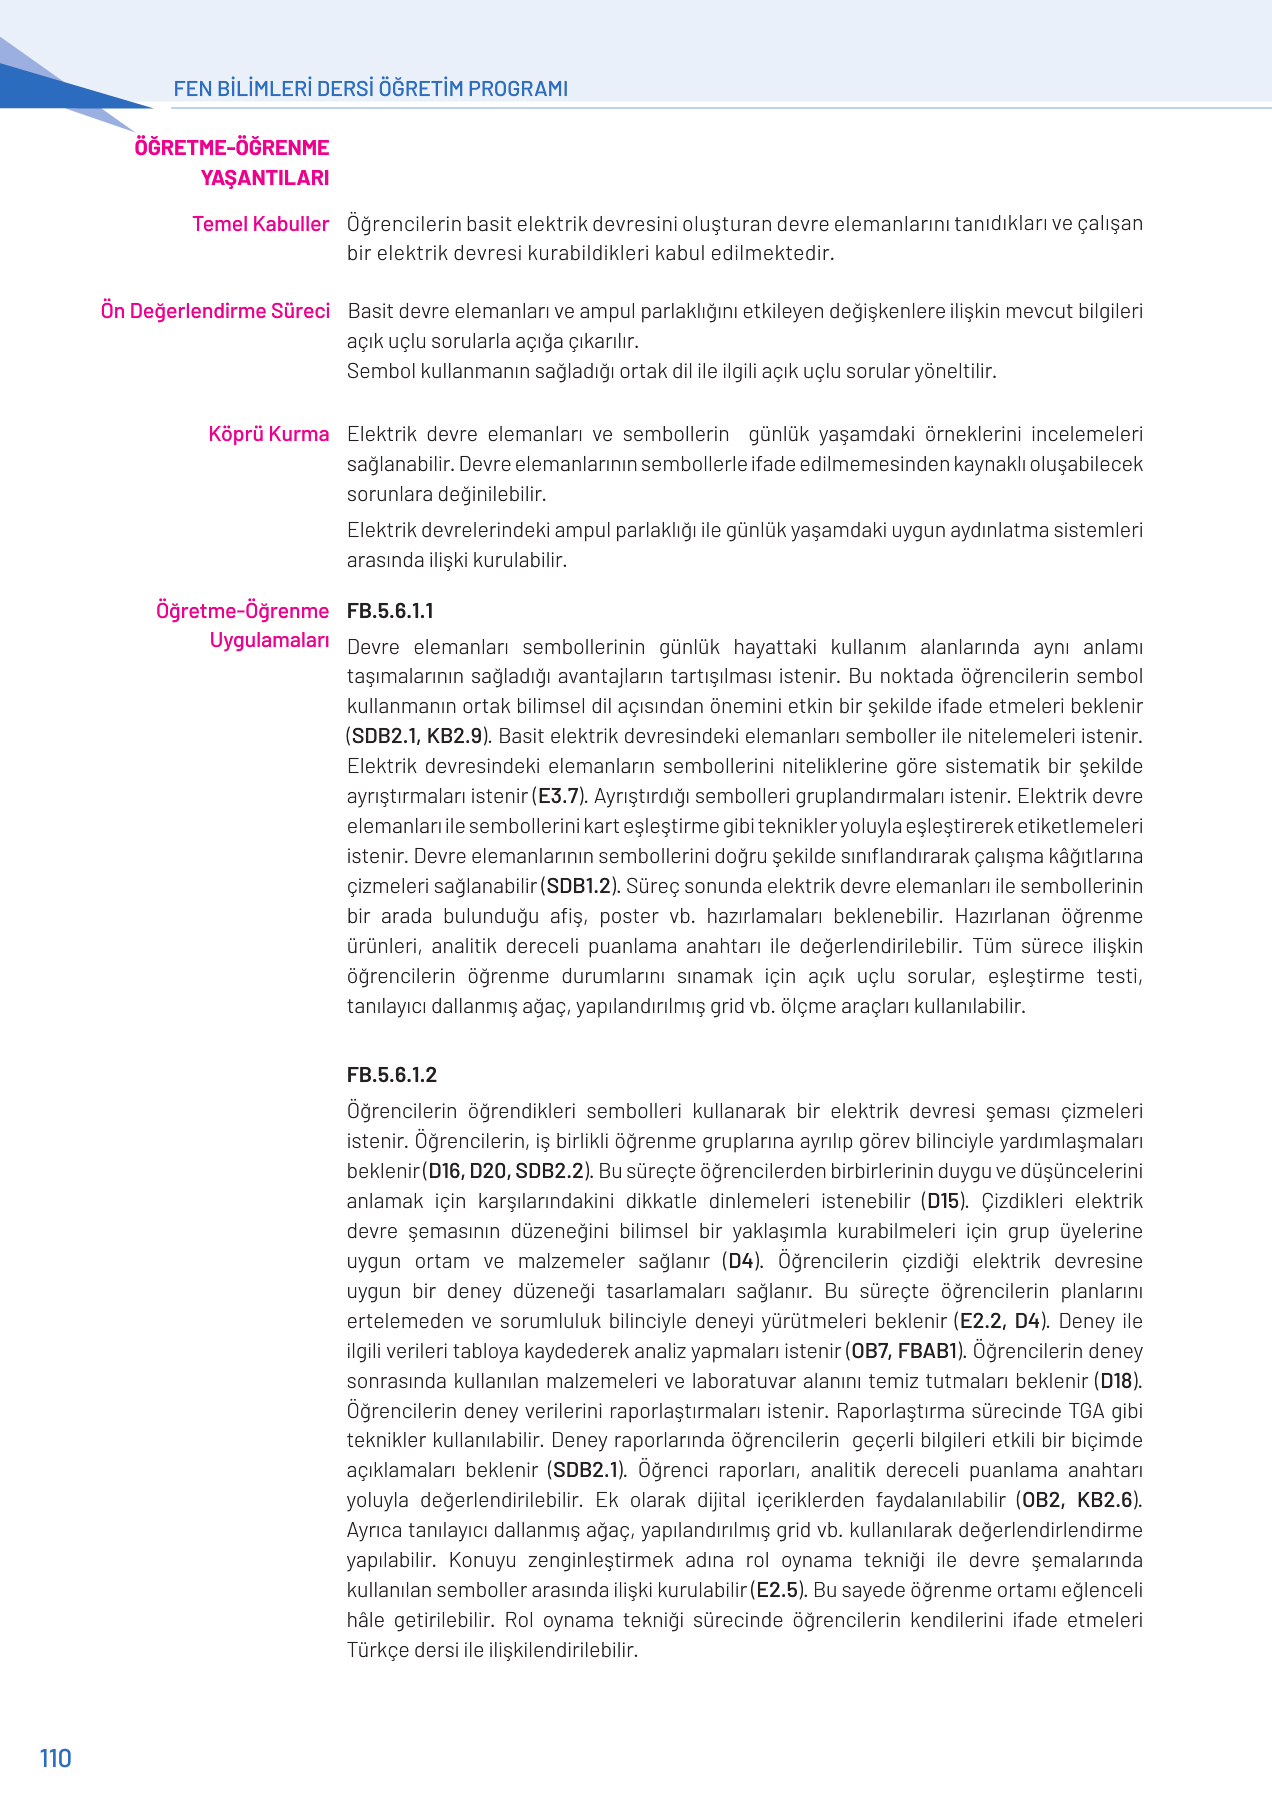 FEN BİLİMLERİ DERSİ ÖĞRETİM PROGRAMI
ÖĞRETME-ÖĞRENME
YAŞANTILARI
Temel Kabuller
Öğrencilerin basit elektrik devresini oluşturan devre elemanlarını tanıdıkları ve çalışan
bir elektrik devresi kurabildikleri kabul edilmektedir.
Ön Değerlendirme Süreci
Basit devre elemanları ve ampul parlaklığını etkileyen değişkenlere ilişkin mevcut bilgileri
açık uçlu sorularla açığa çıkarılır.
Sembol kullanmanın sağladığı ortak dil ile ilgili açık uçlu sorular yöneltilir.
Köprü Kurma
Elektrik devre elemanları ve sembollerin günlük yaşamdaki örneklerini incelemeleri
sağlanabilir. Devre elemanlarının sembollerle ifade edilmemesinden kaynaklı oluşabilecek
sorunlara değinilebilir.
Elektrik devrelerindeki ampul parlaklığı ile günlük yaşamdaki uygun aydınlatma sistemleri
arasında ilişki kurulabilir.
Öğretme-Öğrenme
Uygulamaları
FB.5.6.1.1
Devre elemanları sembollerinin günlük hayattaki kullanım alanlarında aynı anlamı
taşımalarının sağladığı avantajların tartışılması istenir. Bu noktada öğrencilerin sembol
kullanmanın ortak bilimsel dil açısından önemini etkin bir şekilde ifade etmeleri beklenir
(SDB2.1, KB2.9). Basit elektrik devresindeki elemanları semboller ile nitelemeleri istenir.
Elektrik devresindeki elemanların sembollerini niteliklerine göre sistematik bir şekilde
ayrıştırmaları istenir (E3.7). Ayrıştırdığı sembolleri gruplandırmaları istenir. Elektrik devre
elemanları ile sembollerini kart eşleştirme gibi teknikler yoluyla eşleştirerek etiketlemeleri
istenir. Devre elemanlarının sembollerini doğru şekilde sınıflandırarak çalışma kâğıtlarına
çizmeleri sağlanabilir (SDB1.2). Süreç sonunda elektrik devre elemanları ile sembollerinin
bir arada bulunduğu afiş, poster vb. hazırlamaları beklenebilir. Hazırlanan öğrenme
ürünleri, analitik dereceli puanlama anahtarı ile değerlendirilebilir. Tüm sürece ilişkin
öğrencilerin öğrenme durumlarını sınamak için açık uçlu sorular, eşleştirme testi,
tanılayıcı dallanmış ağaç, yapılandırılmış grid vb. ölçme araçları kullanılabilir.
FB.5.6.1.2
Öğrencilerin öğrendikleri sembolleri kullanarak bir elektrik devresi şeması çizmeleri
istenir. Öğrencilerin, iş birlikli öğrenme gruplarına ayrılıp görev bilinciyle yardımlaşmaları
beklenir (D16, D20, SDB2.2). Bu süreçte öğrencilerden birbirlerinin duygu ve düşüncelerini
anlamak için karşılarındakini dikkatle dinlemeleri istenebilir (D15). Çizdikleri elektrik
devre şemasının düzeneğini bilimsel bir yaklaşımla kurabilmeleri için grup üyelerine
uygun ortam ve malzemeler sağlanır (D4). Öğrencilerin çizdiği elektrik devresine
uygun bir deney düzeneği tasarlamaları sağlanır. Bu süreçte öğrencilerin planlarını
ertelemeden ve sorumluluk bilinciyle deneyi yürütmeleri beklenir (E2.2, D4). Deney ile
ilgili verileri tabloya kaydederek analiz yapmaları istenir (OB7, FBAB1). Öğrencilerin deney
sonrasında kullanılan malzemeleri ve laboratuvar alanını temiz tutmaları beklenir (D18).
Öğrencilerin deney verilerini raporlaştırmaları istenir. Raporlaştırma sürecinde TGA gibi
teknikler kullanılabilir. Deney raporlarında öğrencilerin geçerli bilgileri etkili bir biçimde
açıklamaları beklenir (SDB2.1). Öğrenci raporları, analitik dereceli puanlama anahtarı
yoluyla değerlendirilebilir. Ek olarak dijital içeriklerden faydalanılabilir (OB2, KB2.6).
Ayrıca tanılayıcı dallanmış ağaç, yapılandırılmış grid vb. kullanılarak değerlendirlendirme
yapılabilir. Konuyu zenginleştirmek adına rol oynama tekniği ile devre şemalarında
kullanılan semboller arasında ilişki kurulabilir (E2.5). Bu sayede öğrenme ortamı eğlenceli
hâle getirilebilir. Rol oynama tekniği sürecinde öğrencilerin kendilerini ifade etmeleri
Türkçe dersi ile ilişkilendirilebilir.
110